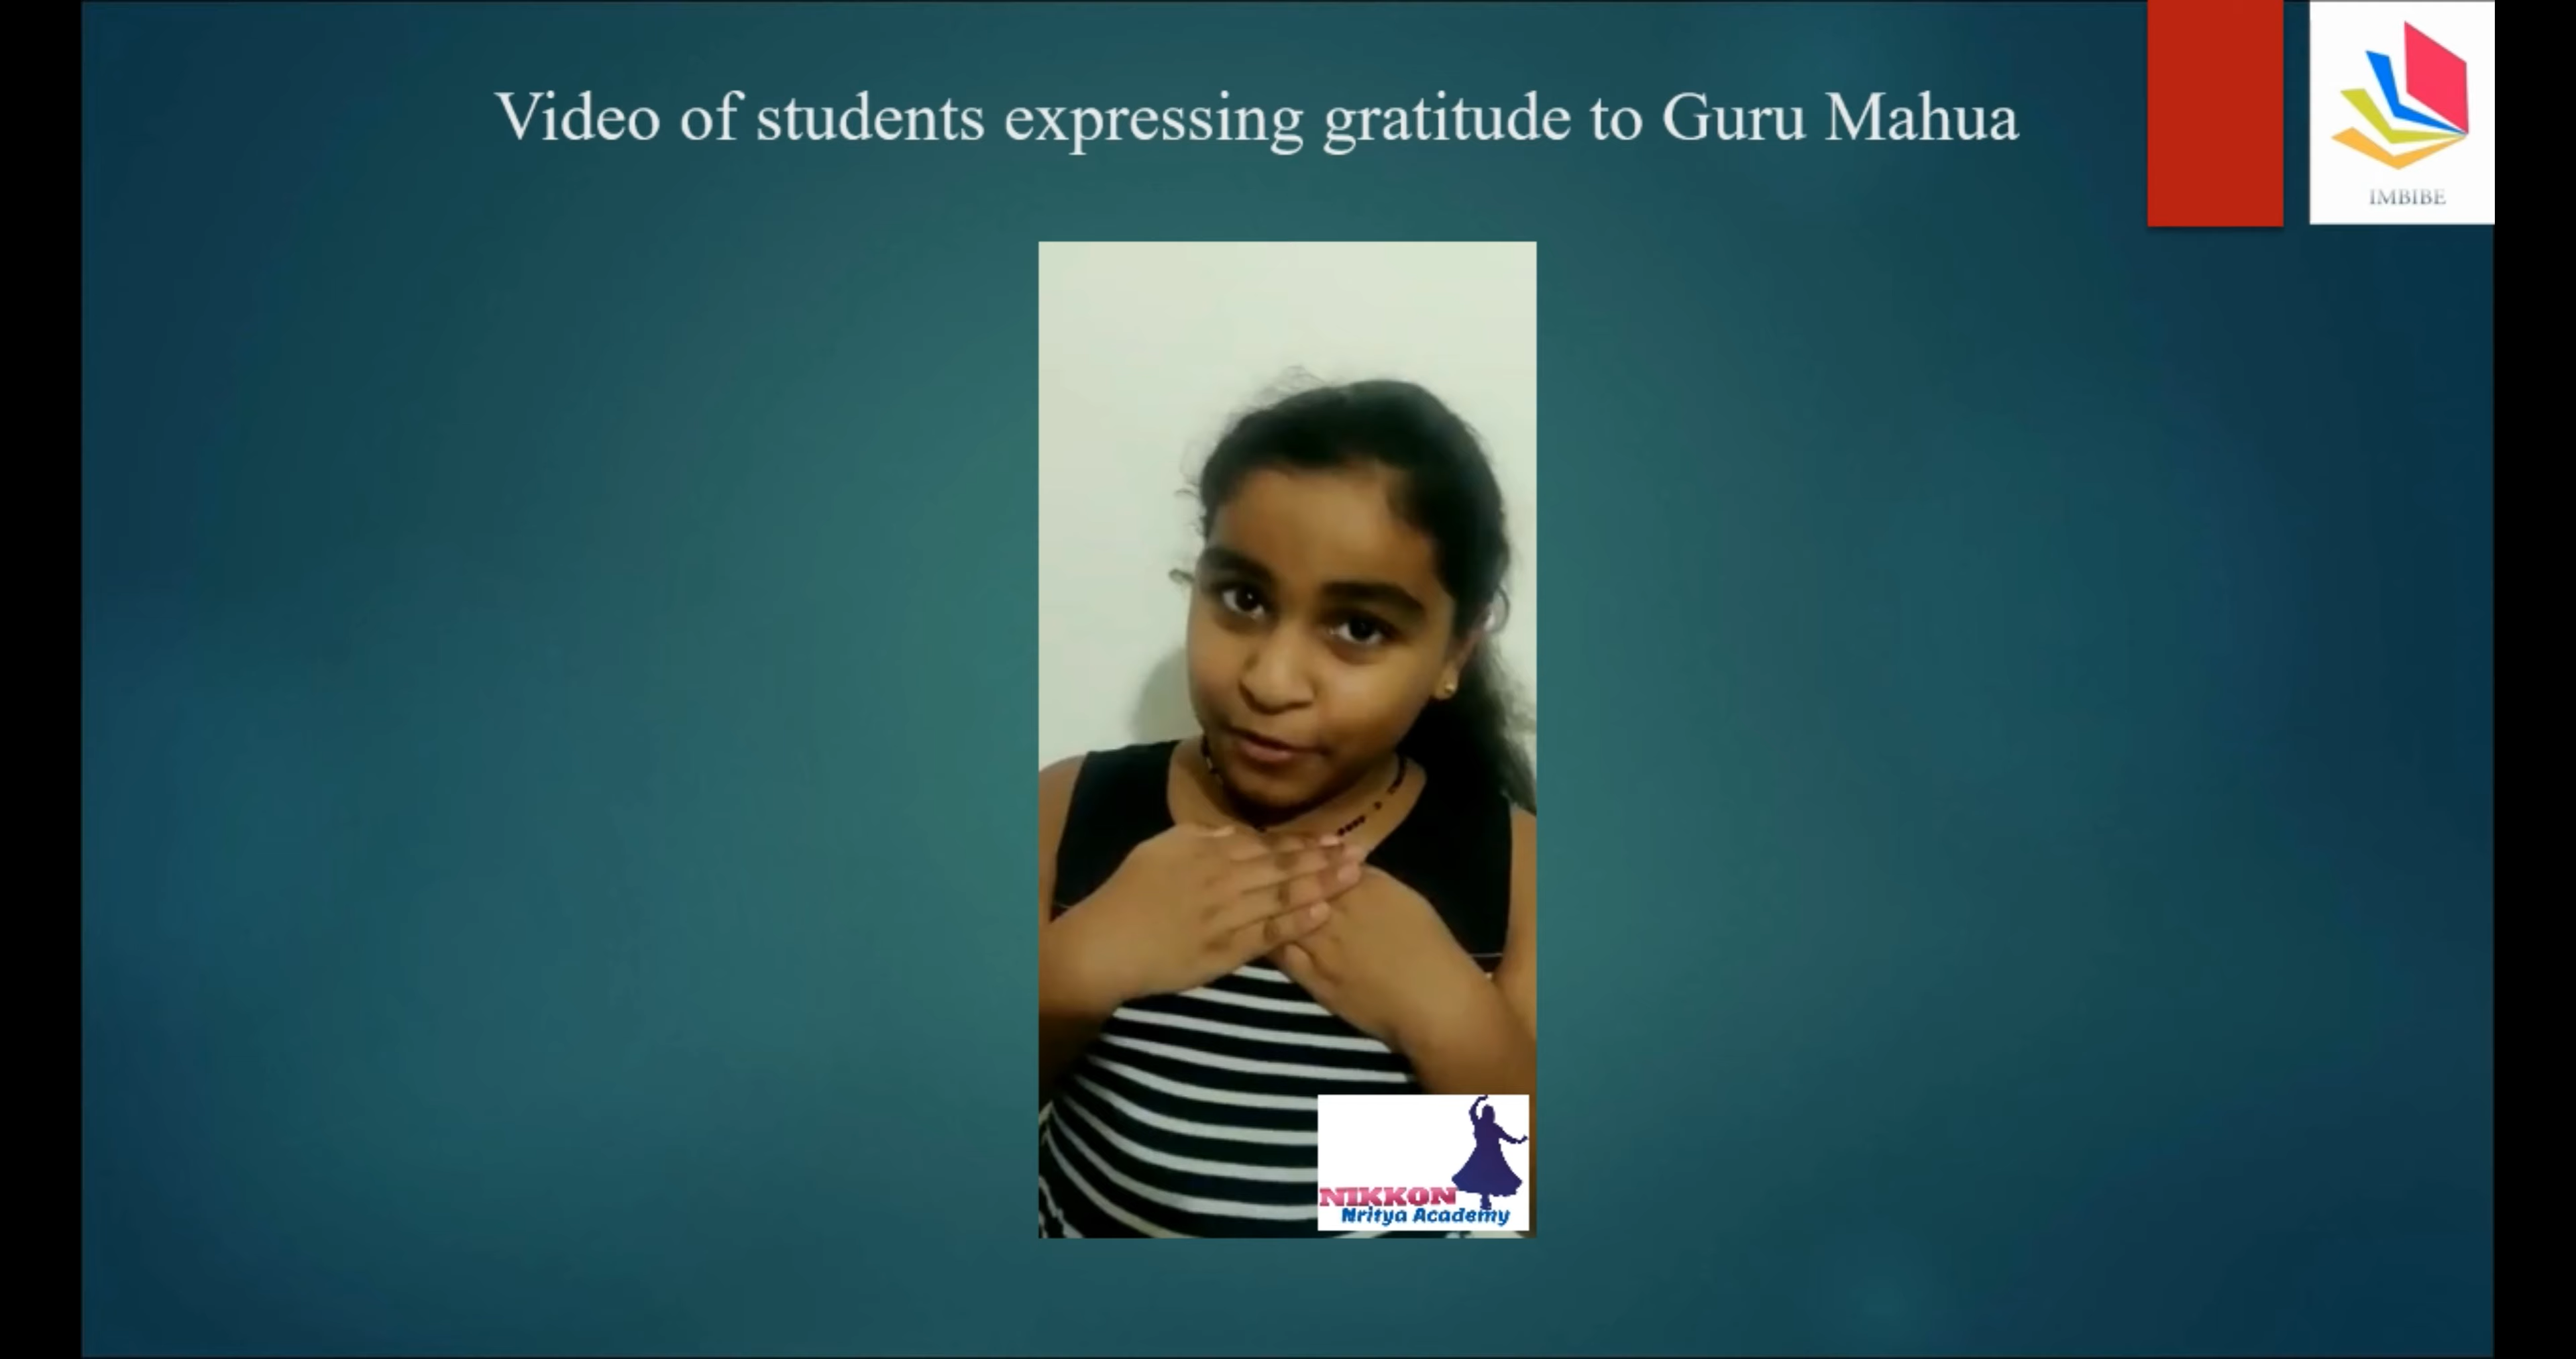 Video of students expressing gratitude to Guru Mahua
IMBIBE
NIKKON
Nritya Academy